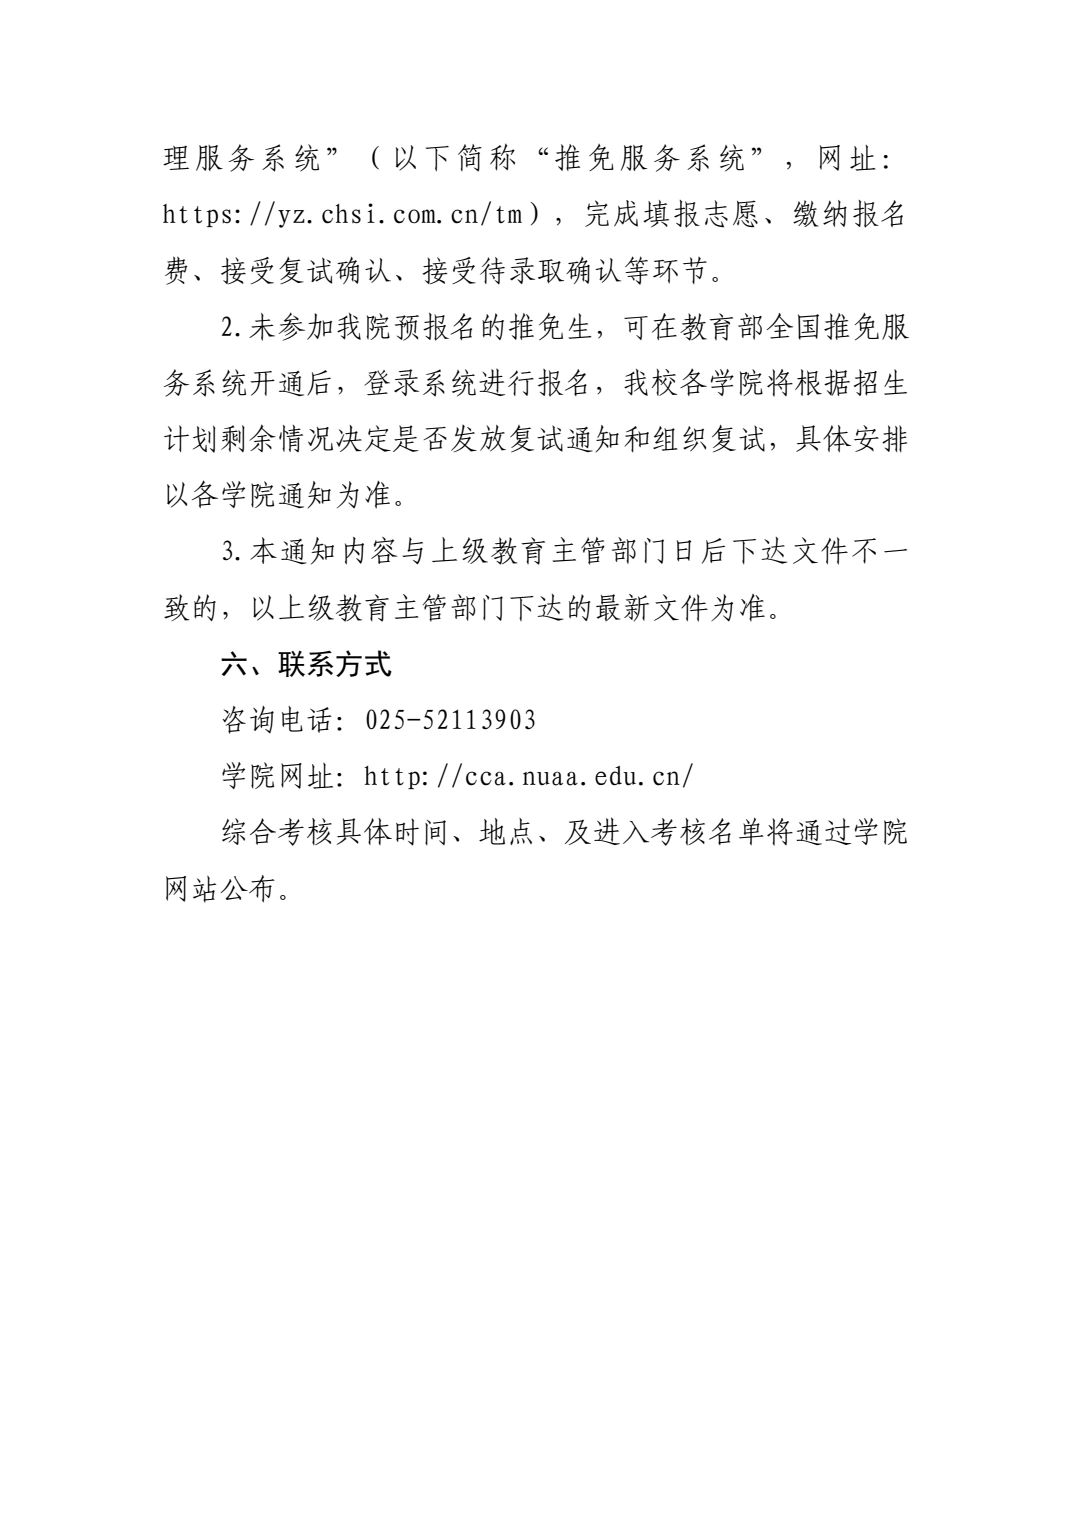 理服务系统”（以下简称“推免服务系统”，网址：
https://yz.chsi.com.cn/tm），完成填报志愿、缴纳报名
费、接受复试确认、接受待录取确认等环节。
2.未参加我院预报名的推免生，可在教育部全国推免服
务系统开通后，登录系统进行报名，我校各学院将根据招生
计划剩余情况决定是否发放复试通知和组织复试，具体安排
以各学院通知为准。
3.本通知内容与上级教育主管部门日后下达文件不一
致的，以上级教育主管部门下达的最新文件为准。
六、联系方式
咨询电话：025-52113903
学院网址：http://cca.nuaa.edu.cn/
综合考核具体时间、地点、及进入考核名单将通过学院
网站公布。